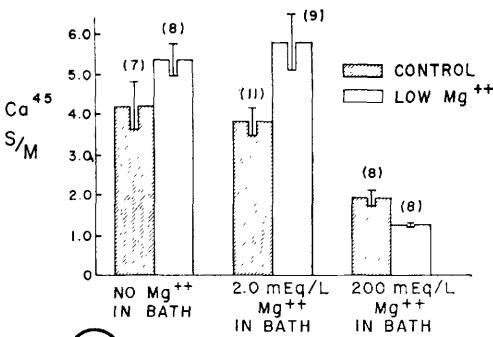 (7)
(8)
(11)
(9)
(8)
(8)
CONTROL
LOW Mg++
Ca45
S/M
6.0
5.0
4.0
3.0
2.0
1.0
0
NO Mg++
IN BATH
2.0 mEq/L
Mg++
IN BATH
200 mEq/L
Mg++
IN BATH